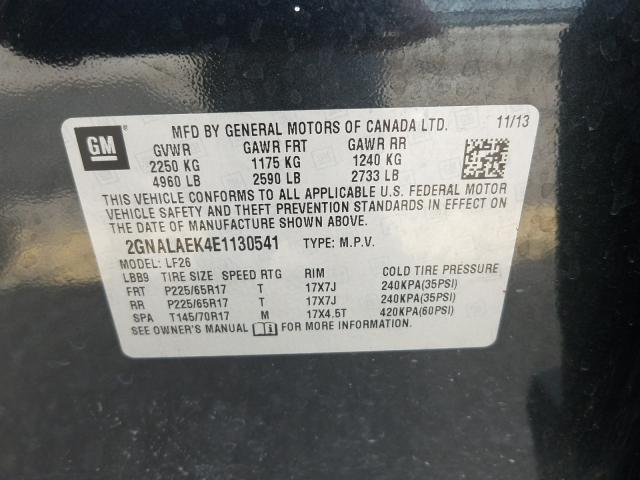 GM
MFD BY GENERAL MOTORS OF CANADA LTD. 11/13
GVWR GAWR FRT GAWR RR
2250 KG 1175 KG 1240 KG
4960 LB 2590 LB 2733 LB
THIS VEHICLE CONFORMS TO ALL APPLICABLE U.S. FEDERAL MOTOR
VEHICLE SAFETY AND THEFT PREVENTION STANDARDS IN EFFECT ON
THE DATE OF MANUFACTURE SHOWN ABOVE.
2GNALAEK4E1130541 TYPE: M.P.V.
MODEL: LF26
LBB9 TIRE SIZE SPEED RTG RIM COLD TIRE PRESSURE
FRT P225/65R17 T 17X7J 240KPA(35PSI)
RR P225/65R17 T 17X7J 240KPA(35PSI)
SPA T145/70R17 M 17X4.5T 420KPA(60PSI)
SEE OWNER'S MANUAL FOR MORE INFORMATION.